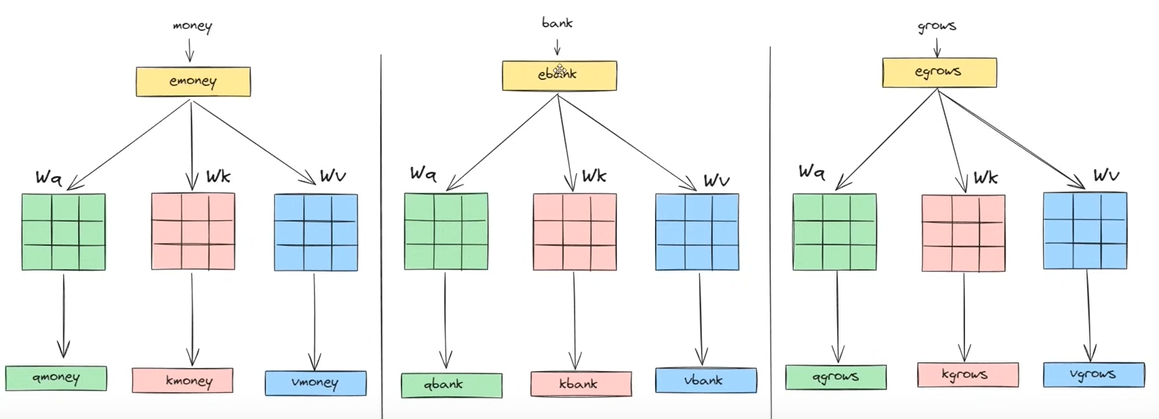 money
bank
grows
emoney
ebank
egrows
Wq
Wk
Wv
Wq
Wk
Wv
Wq
Wk
Wv
qmoney
kmoney
vmoney
qbank
kbank
vbank
qgrows
kgrows
vgrows